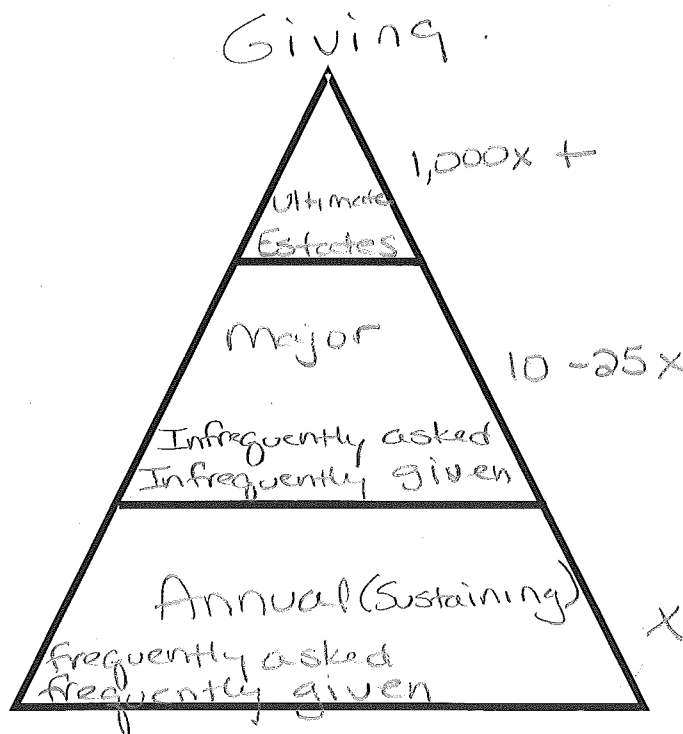 Giving.
1,000x +
Ultimate
Estates
Major
10-25x
Infrequently asked
Infrequently given
Annual (Sustaining)
x
frequently asked
frequently given